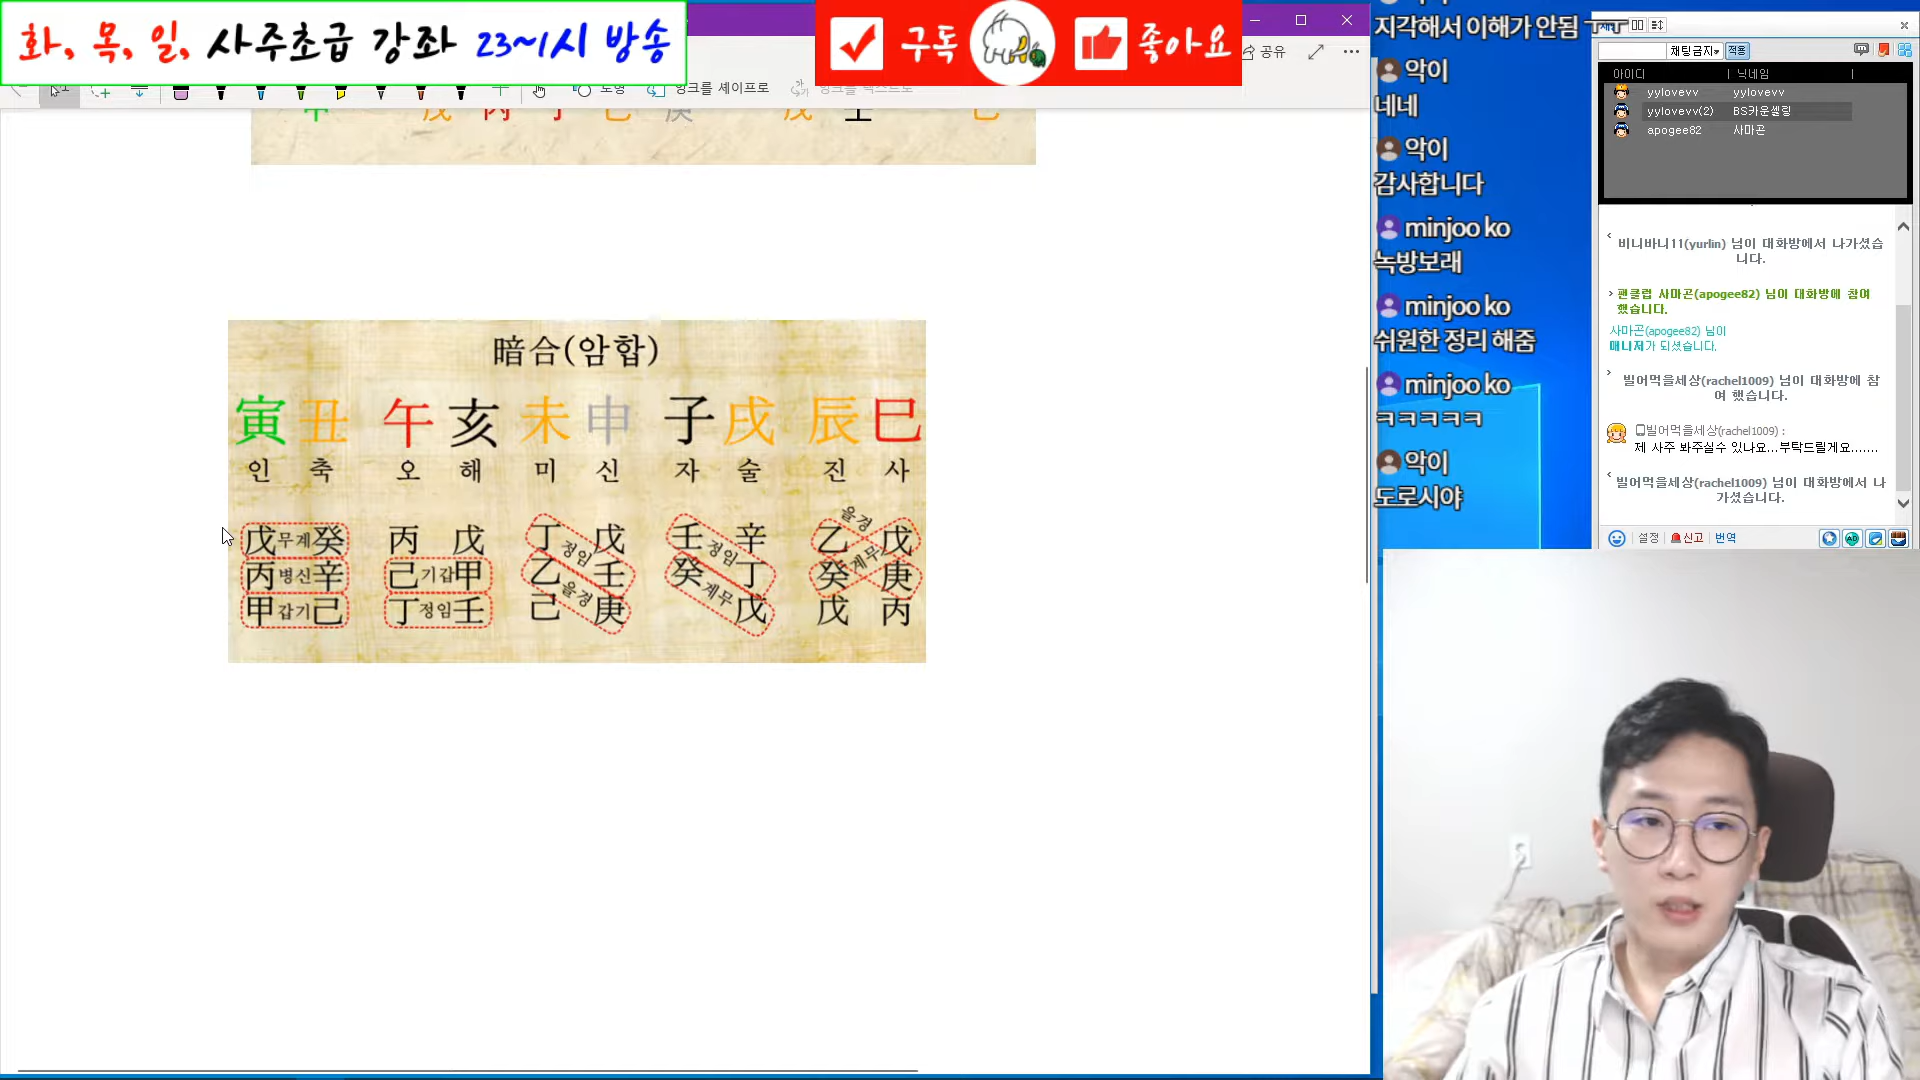 화, 목, 일, 사주초급 강좌 23~1시 방송
구독
좋아요
공유
도형
잉크를 셰이프로
暗合(암합)
寅 丑 午 亥 未 申 子 戌 辰 巳
인 축 오 해 미 신 자 술 진 사
戊 무계 癸
丙 병신 辛
甲 갑기 己
丙 戊
己 기갑 甲
丁 정임 壬
丁 戊
정임
乙 壬
을경
己 庚
壬 辛
정임
癸 丁
계무
戊
을경
乙 戊
계무
癸 庚
戊 丙
지각해서 이해가 안됨 ㅜㅜ
악이
네네
악이
감사합니다
minjoo ko
녹방보래
minjoo ko
쉬원한 정리 해줌
minjoo ko
ㅋㅋㅋㅋㅋ
악이
도로시야
채팅금지 적용
아이디 닉네임
yylovevv yylovevv
yylovevv(2) BS카운셀링
apogee82 사마곤
비니바니11(yurlin) 님이 대화방에서 나가셨습
니다.
팬클럽 사마곤(apogee82) 님이 대화방에 참여
했습니다.
사마곤(apogee82) 님이
매니저가 되셨습니다.
빌어먹을세상(rachel1009) 님이 대화방에 참
여 했습니다.
빌어먹을세상(rachel1009) :
제 사주 봐주실수 있나요...부탁드릴게요.......
빌어먹을세상(rachel1009) 님이 대화방에서 나
가셨습니다.
설정 신고 번역